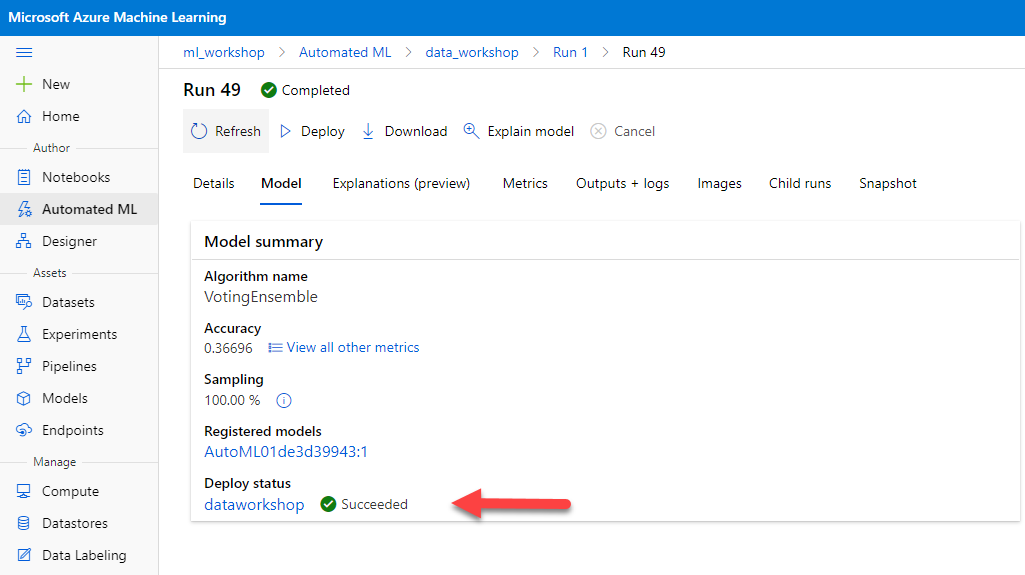 Microsoft Azure Machine Learning
ml_workshop > Automated ML > data_workshop > Run 1 > Run 49
New
Home
Author
Notebooks
Automated ML
Designer
Assets
Datasets
Experiments
Pipelines
Models
Endpoints
Manage
Compute
Datastores
Data Labeling
Run 49 Completed
Refresh Deploy Download Explain model Cancel
Details Model Explanations (preview) Metrics Outputs + logs Images Child runs Snapshot
Model summary
Algorithm name
VotingEnsemble
Accuracy
0.36696 View all other metrics
Sampling
100.00 %
Registered models
AutoML01de3d39943:1
Deploy status
dataworkshop Succeeded